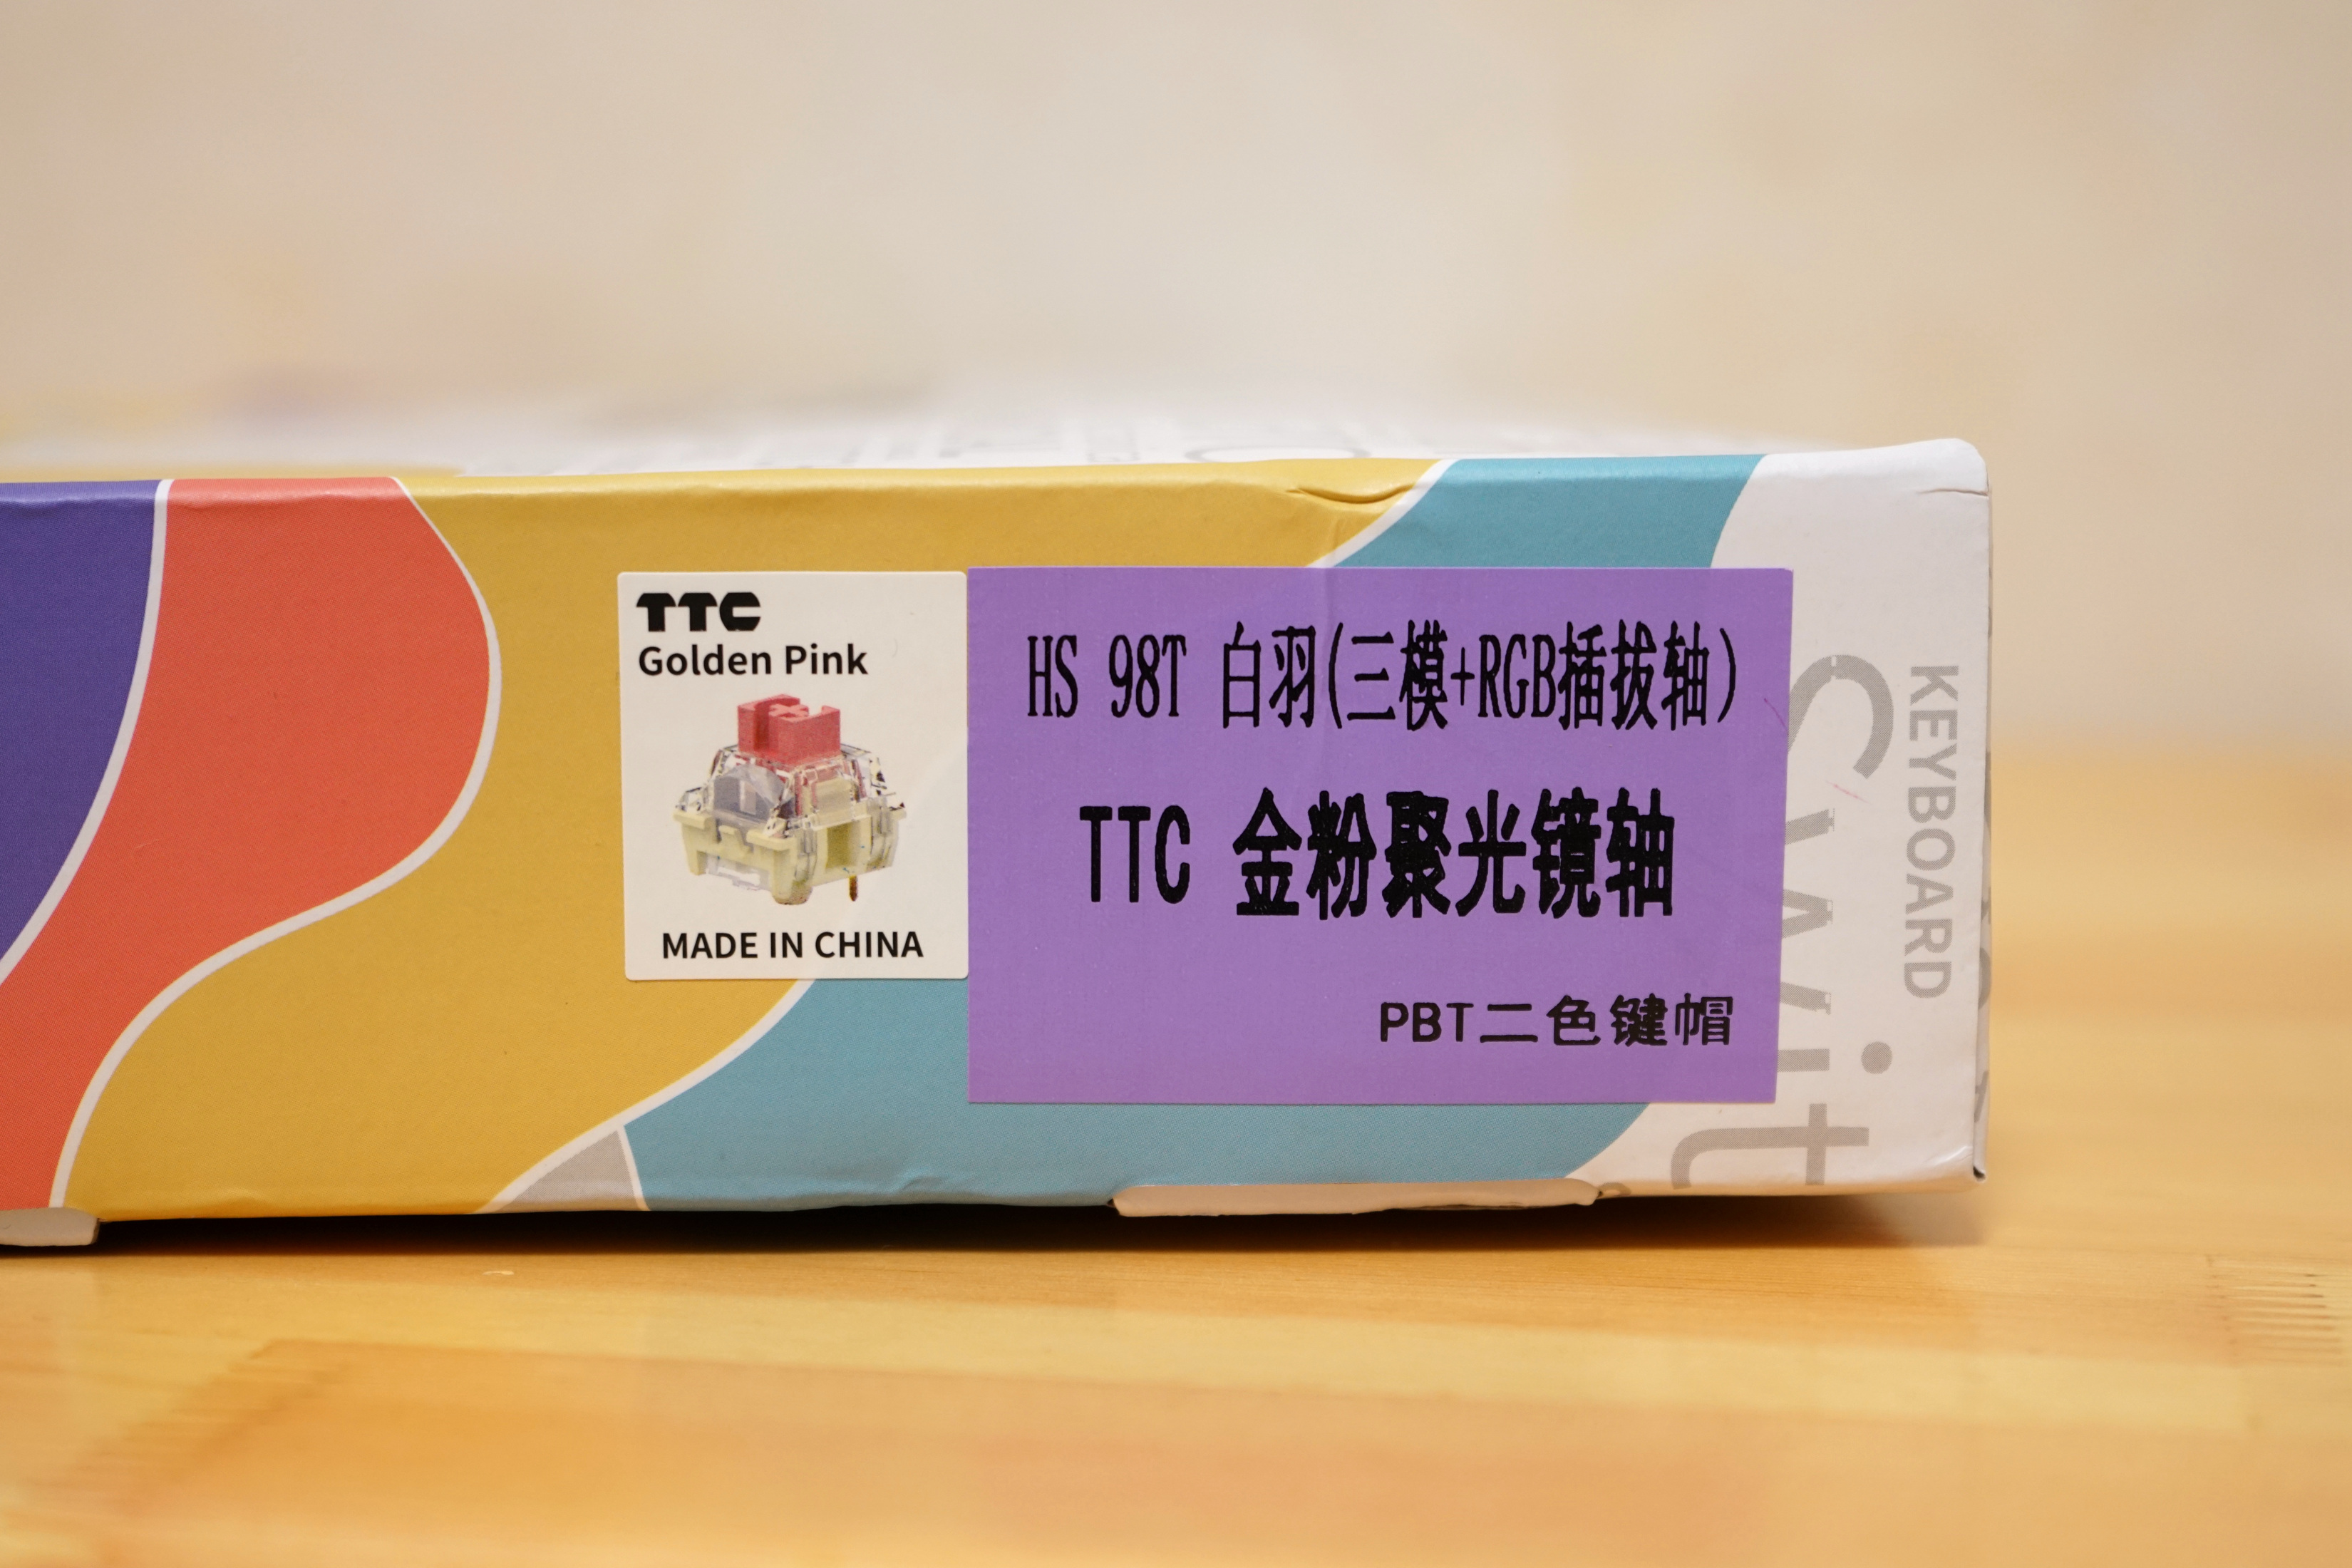 TTC
Golden Pink
MADE IN CHINA
HS 98T 白羽(三模+RGB插拔轴)
TTC 金粉聚光镜轴
PBT二色键帽
KEYBOARD
Swit